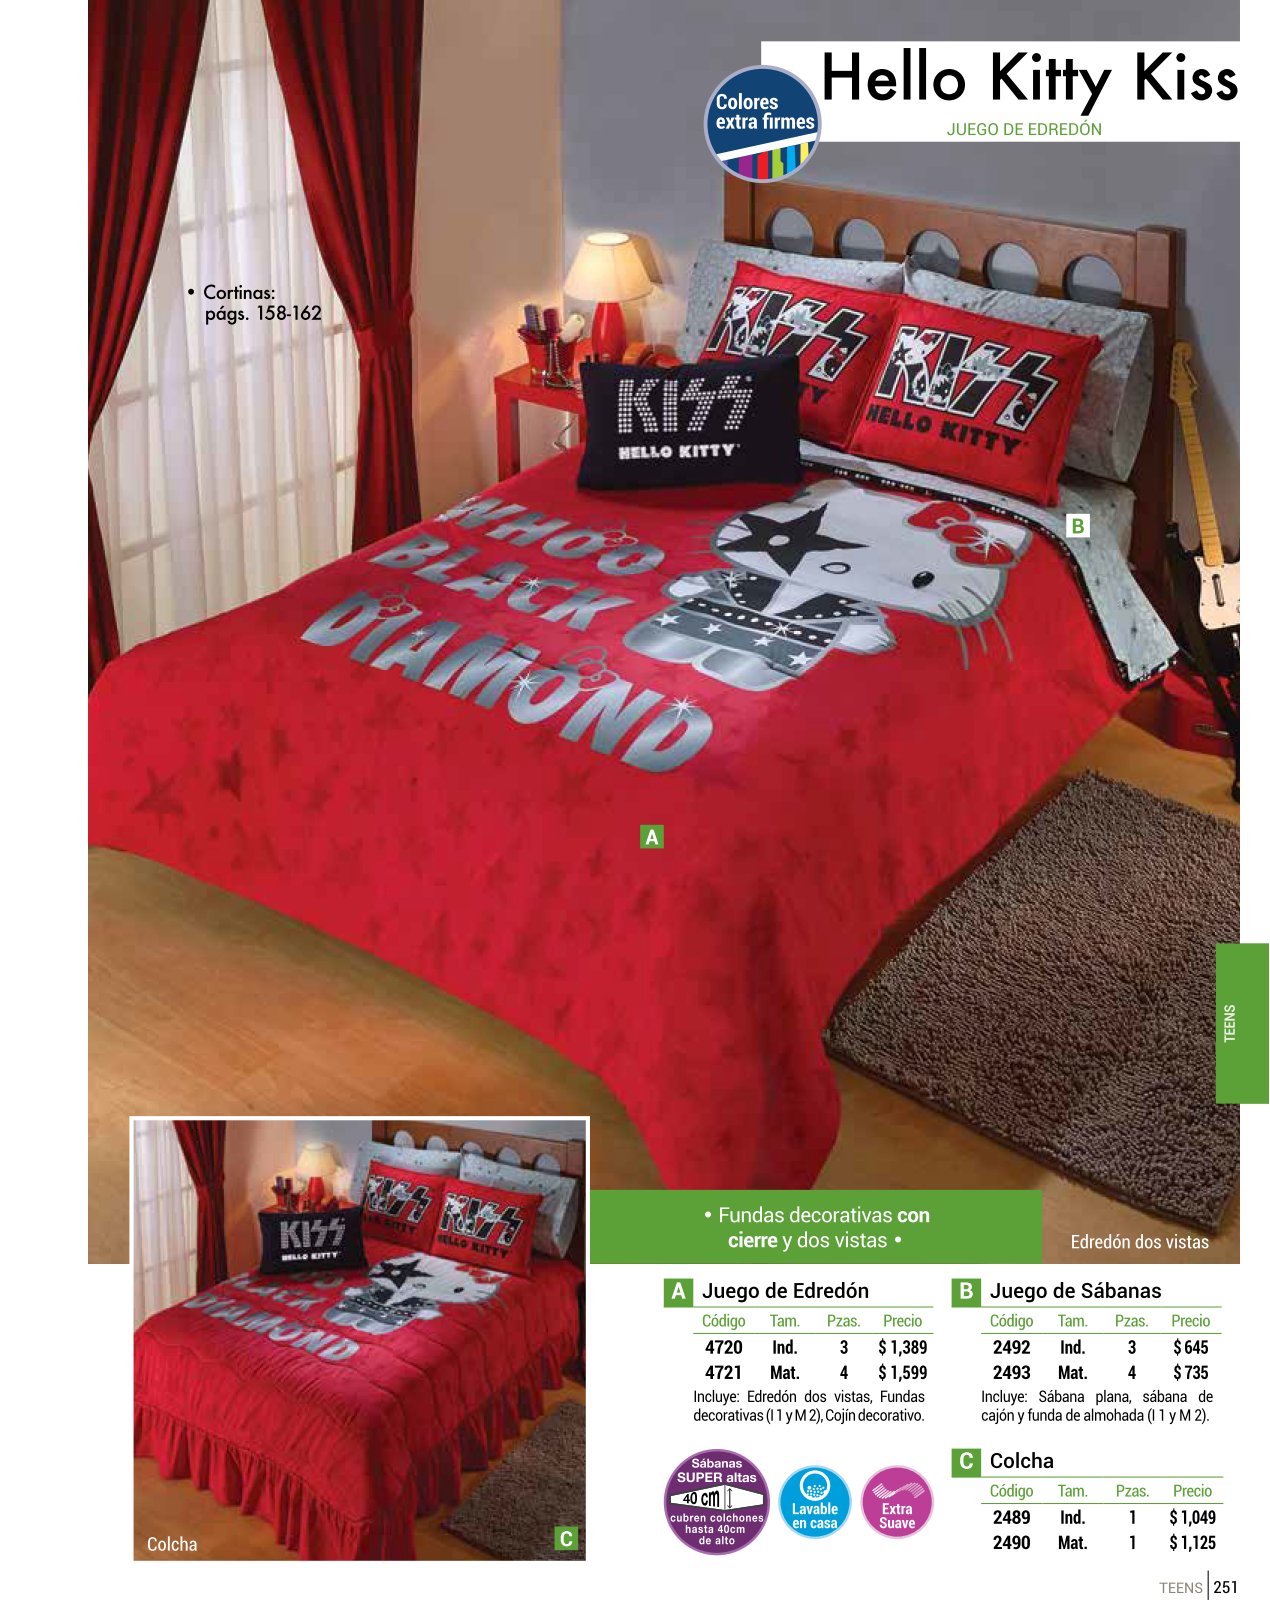 Hello Kitty Kiss
JUEGO DE EDREDÓN
Colores
extra firmes
• Cortinas:
págs. 158-162
KISS
KISS
HELLO KITTY
KISS
HELLO KITTY
WHOO
BLACK
DIAMOND
B
A
TEENS
• Fundas decorativas con
cierre y dos vistas •
Edredón dos vistas
KISS
KISS
HELLO KITTY
KISS
HELLO KITTY
DIAMOND
Colcha
C
A Juego de Edredón
Código Tam. Pzas. Precio
4720 Ind. 3 $ 1,389
4721 Mat. 4 $ 1,599
Incluye: Edredón dos vistas, Fundas
decorativas (I 1 y M 2), Cojín decorativo.
B Juego de Sábanas
Código Tam. Pzas. Precio
2492 Ind. 3 $ 645
2493 Mat. 4 $ 735
Incluye: Sábana plana, sábana de
cajón y funda de almohada (I 1 y M 2).
Sábanas
SUPER altas
40 cm
cubren colchones
hasta 40cm
de alto
Lavable
en casa
Extra
Suave
C Colcha
Código Tam. Pzas. Precio
2489 Ind. 1 $ 1,049
2490 Mat. 1 $ 1,125
TEENS 251